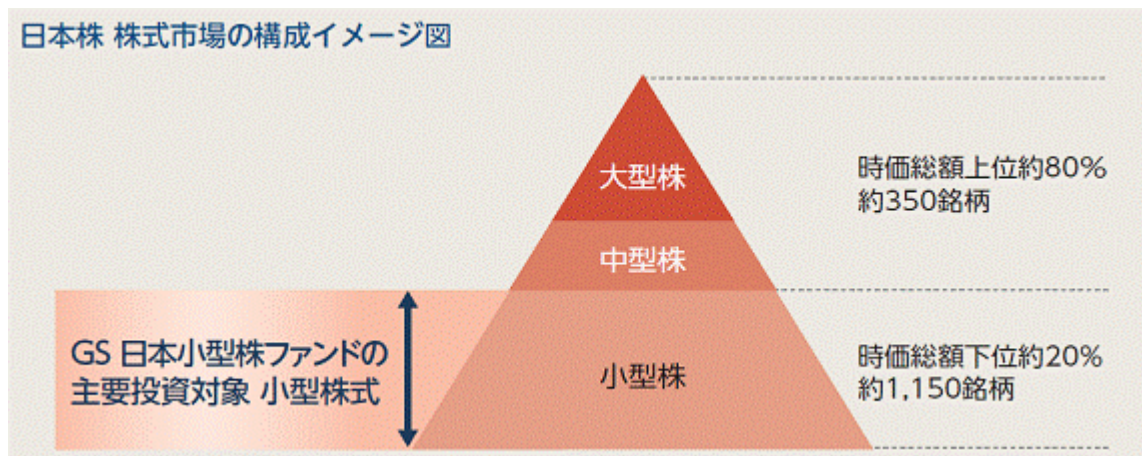 日本株 株式市場の構成イメージ図
大型株
時価総額上位約80%
約350銘柄
中型株
GS 日本小型株ファンドの
主要投資対象 小型株式
小型株
時価総額下位約20%
約1,150銘柄